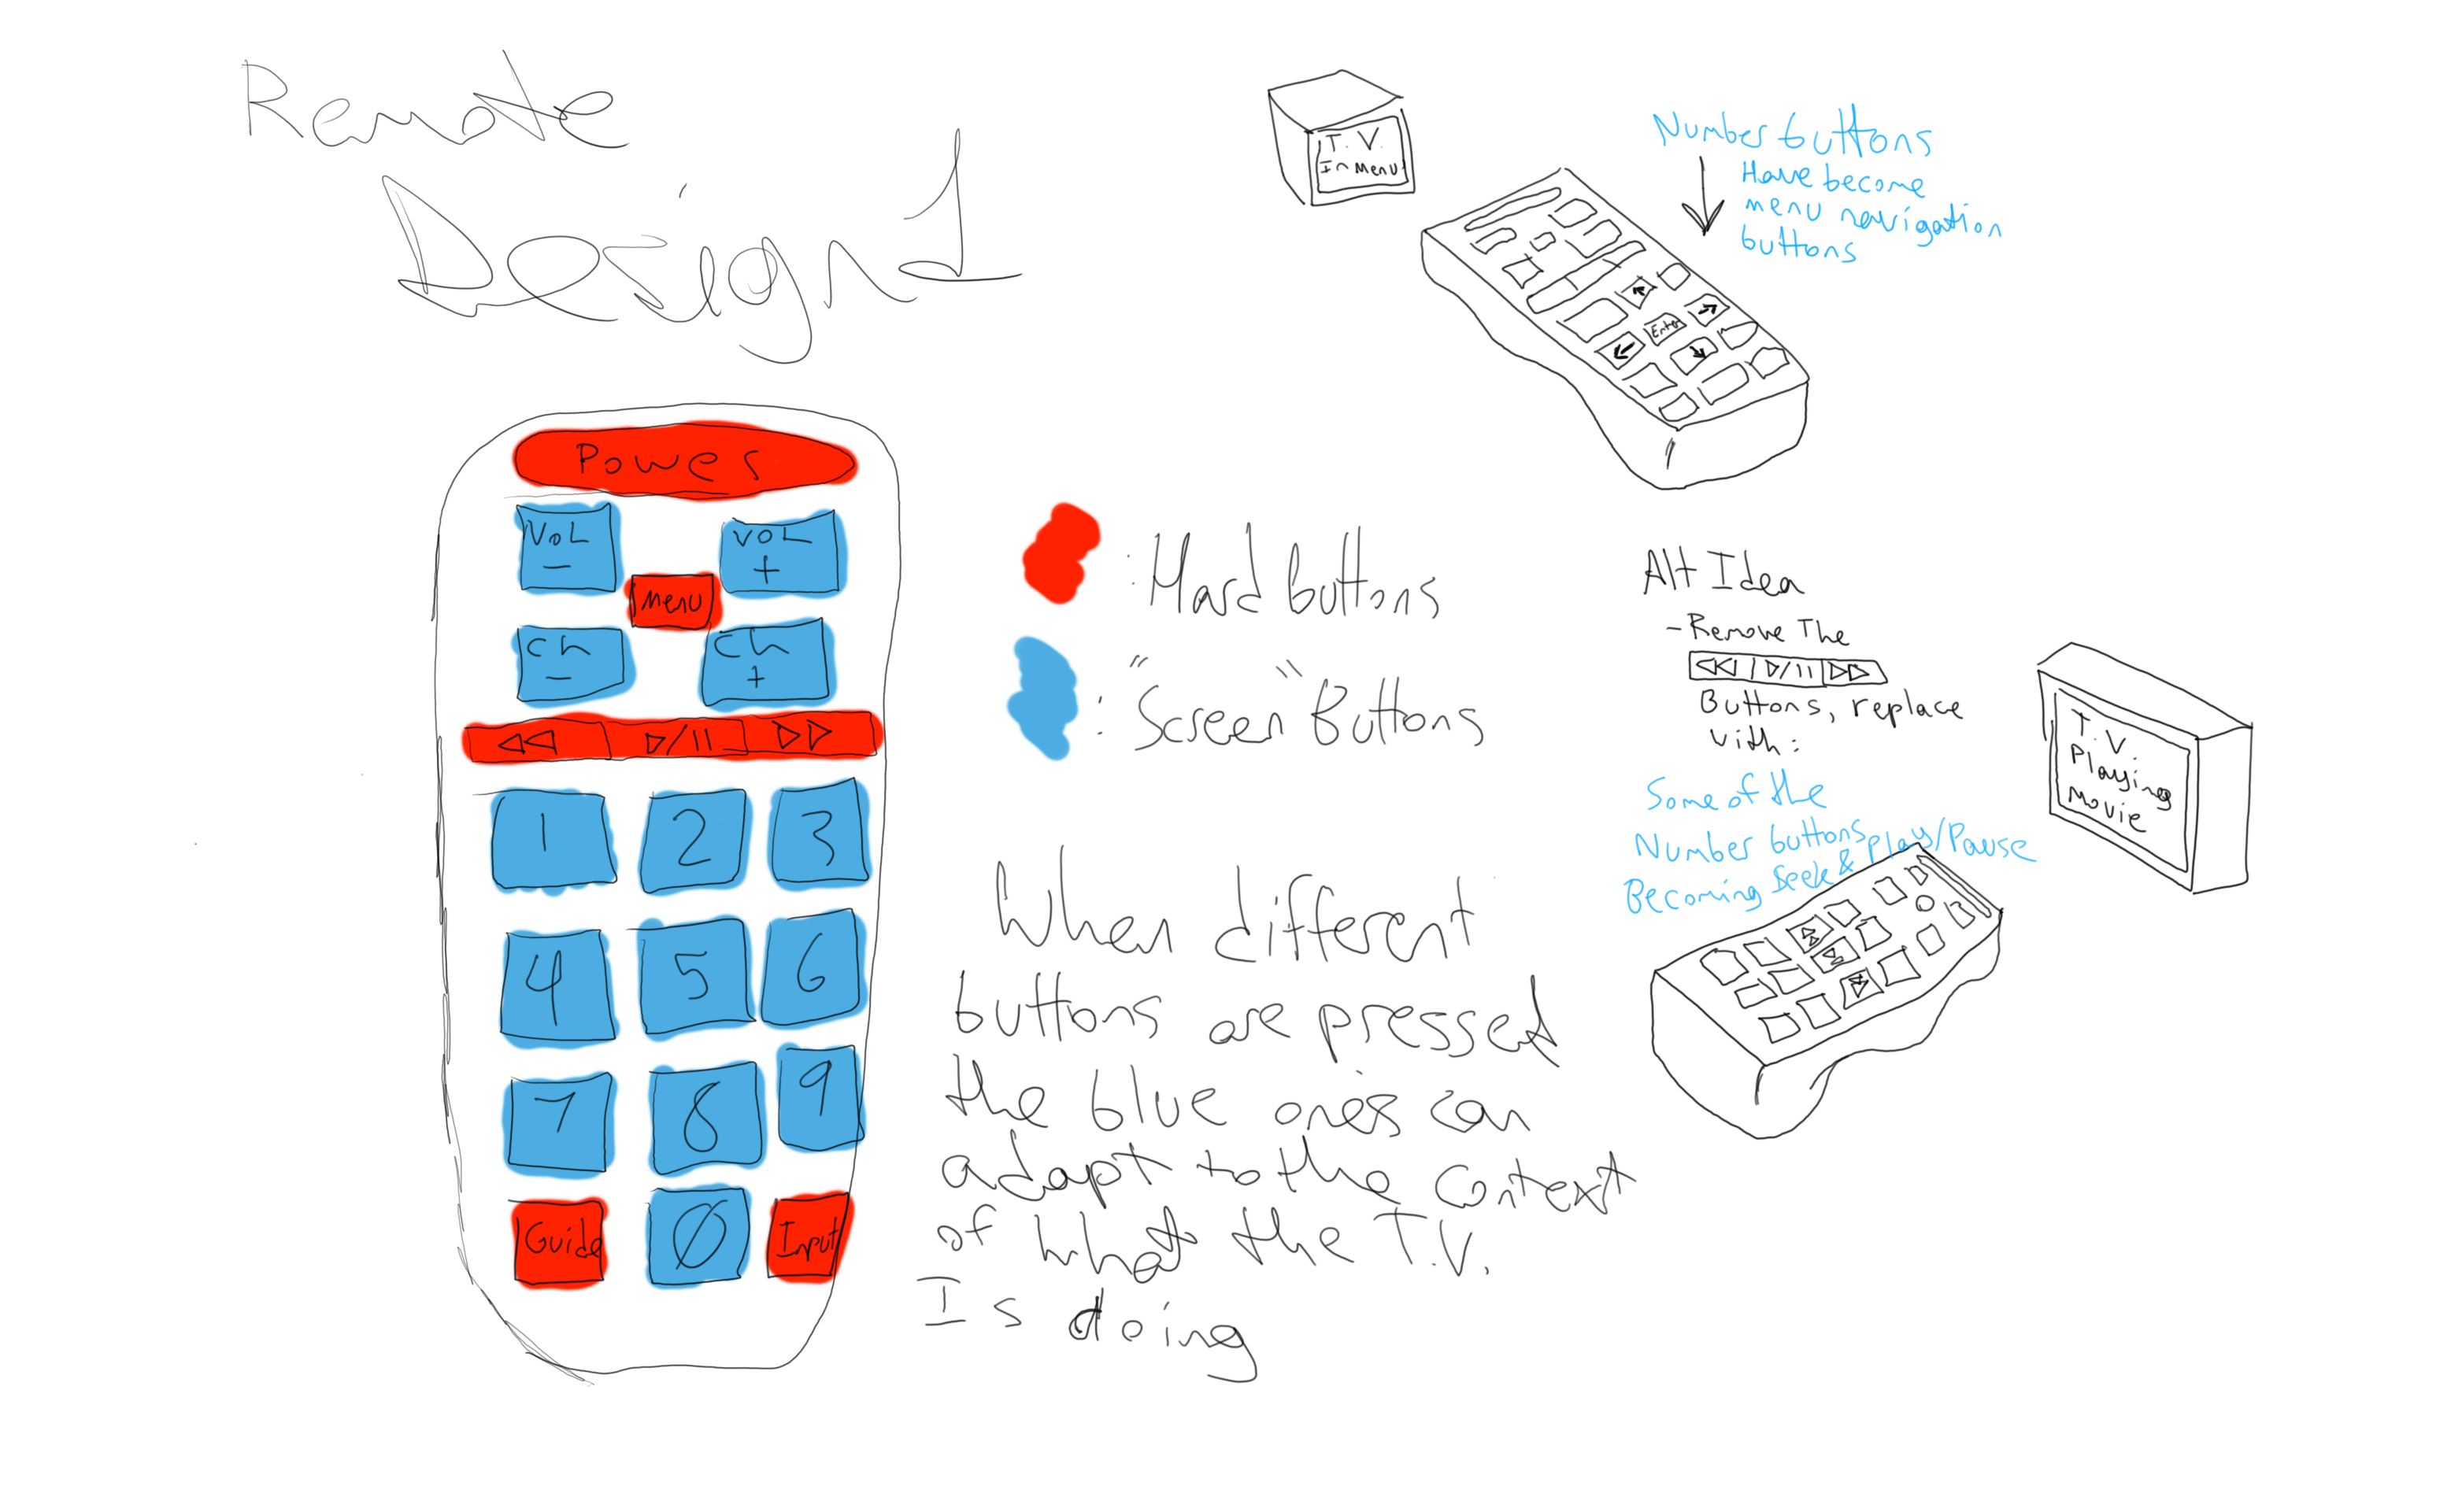 Remote
Design 1
Power
VOL
-
VOL
+
Menu
Ch
-
Ch
+
▷/||
1
2
3
4
5
6
7
8
9
Guide
0
Input
: Hard buttons
: "Screen" Buttons
When different
buttons are pressed
the blue ones can
adapt to the Context
of what the T.V.
Is doing
T.V.
In Menu
Number buttons
Have become
menu navigation
buttons
Enter
Alt Idea
- Remove The
▷/||
Buttons, replace
with:
Some of the
Number buttons
Becoming Seek & Play/Pause
T.V
Playing
Movie